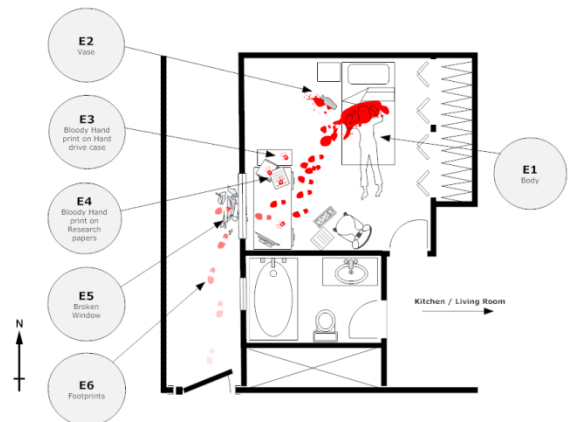 E2
Vase
E3
Bloody Hand
print on Hard
drive case
E4
Bloody Hand
print on
Research
papers
E1
Body
E5
Broken
Window
Kitchen / Living Room
N
E6
Footprints